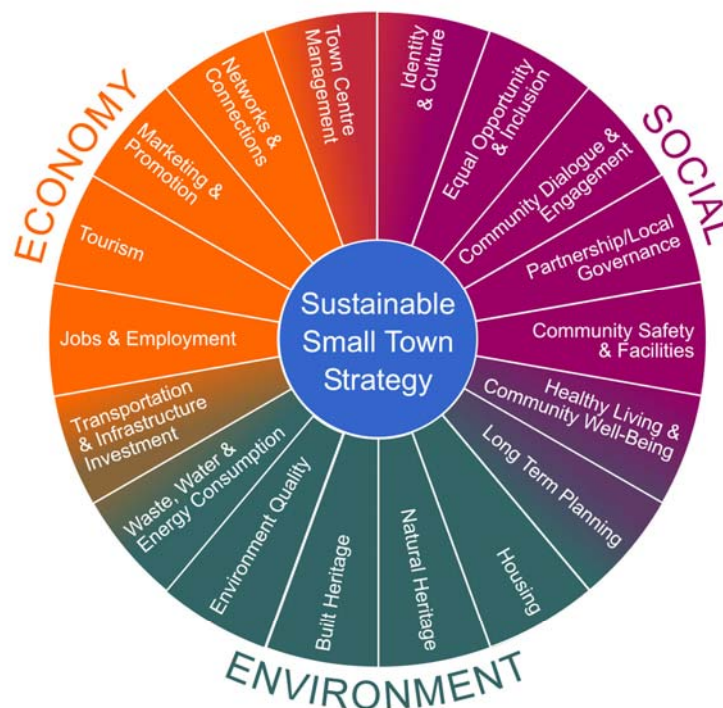 ECONOMY
SOCIAL
ENVIRONMENT
Sustainable
Small Town
Strategy
Identity
& Culture
Equal Opportunity
& Inclusion
Community Dialogue &
Engagement
Partnership/Local
Governance
Community Safety
& Facilities
Healthy Living &
Community Well-Being
Long Term Planning
Housing
Natural Heritage
Built Heritage
Environment Quality
Waste, Water &
Energy Consumption
Transportation
& Infrastructure
Investment
Jobs & Employment
Tourism
Marketing &
Promotion
Networks &
Connections
Town Centre
Management